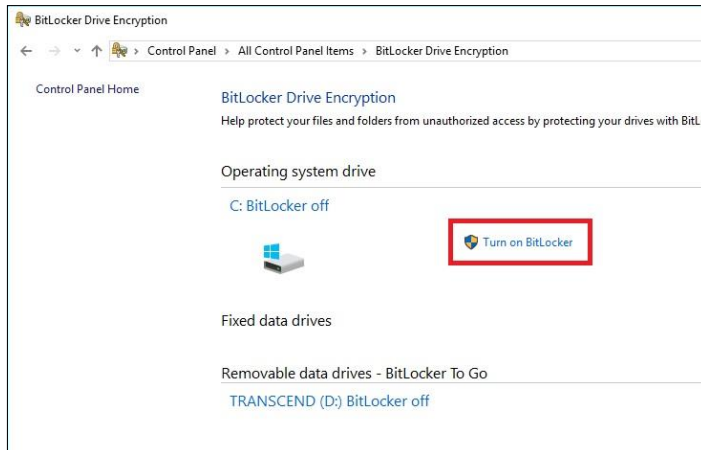 BitLocker Drive Encryption
Control Panel > All Control Panel Items > BitLocker Drive Encryption
Control Panel Home
BitLocker Drive Encryption
Help protect your files and folders from unauthorized access by protecting your drives with BitL
Operating system drive
C: BitLocker off
Turn on BitLocker
Fixed data drives
Removable data drives - BitLocker To Go
TRANSCEND (D:) BitLocker off